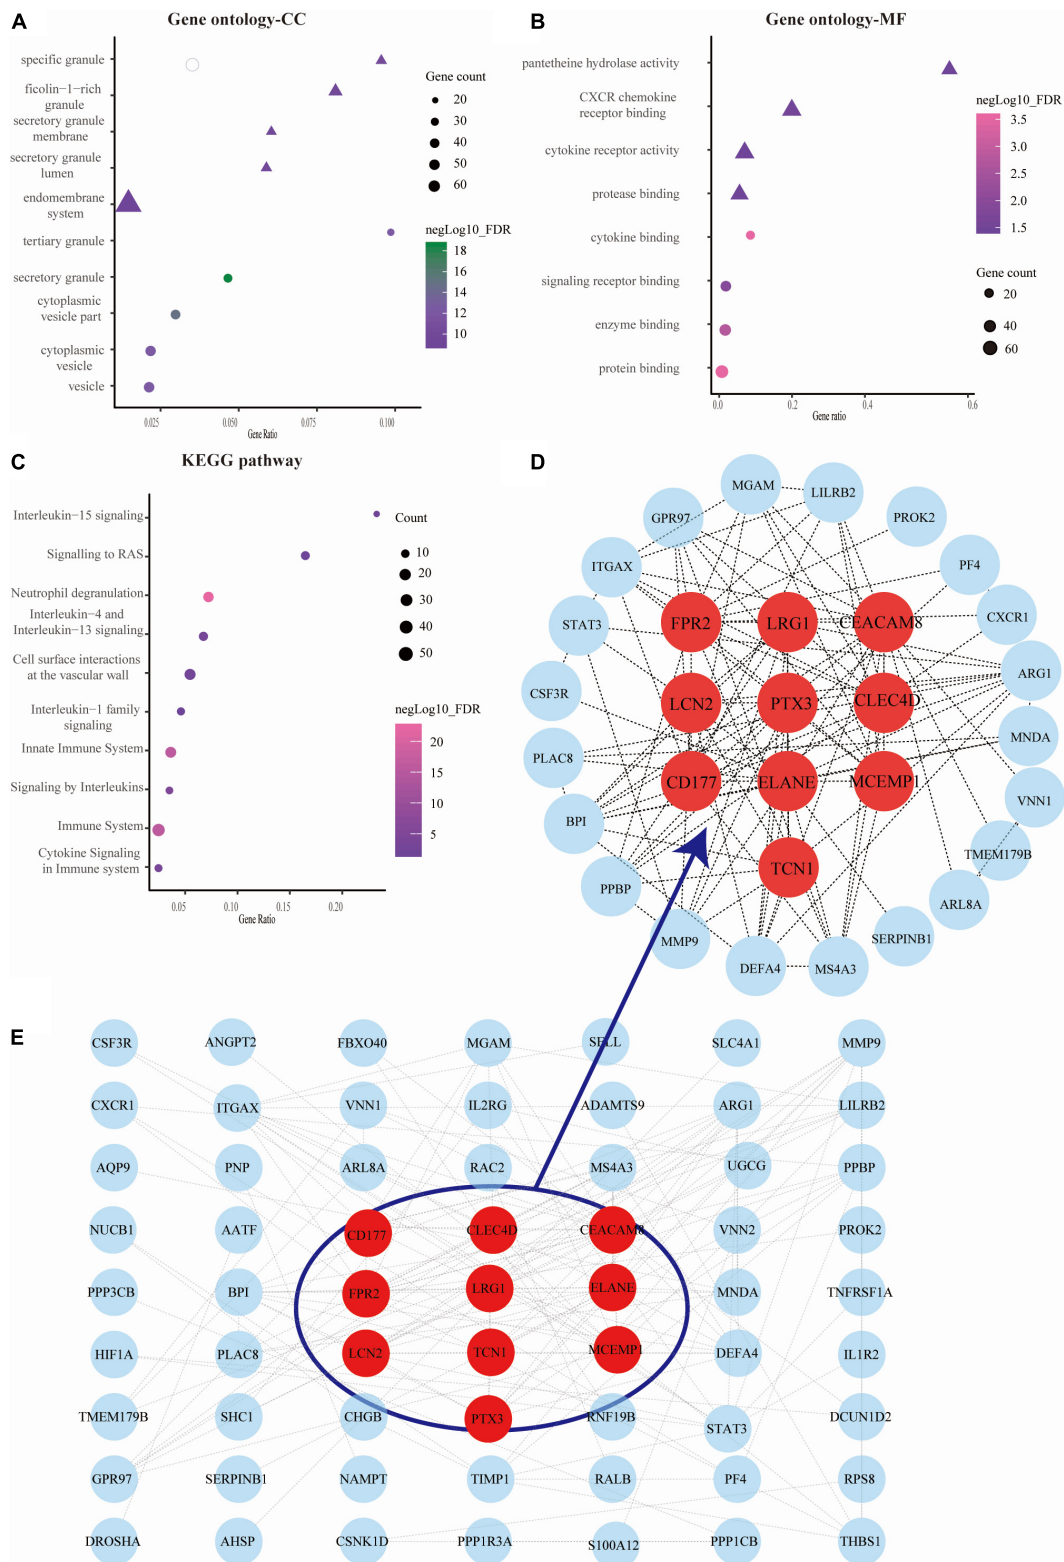 A
Gene ontology-CC
specific granule
ficolin-1-rich
granule
secretory granule
membrane
secretory granule
lumen
endomembrane
system
tertiary granule
secretory granule
cytoplasmic
vesicle part
cytoplasmic
vesicle
vesicle
0.025
0.050
0.075
0.100
Gene Ratio
Gene count
20
30
40
50
60
negLog10_FDR
18
16
14
12
10
B
Gene ontology-MF
pantetheine hydrolase activity
CXCR chemokine
receptor binding
cytokine receptor activity
protease binding
cytokine binding
signaling receptor binding
enzyme binding
protein binding
0.0
0.2
0.4
0.6
Gene ratio
negLog10_FDR
3.5
3.0
2.5
2.0
1.5
Gene count
20
40
60
C
KEGG pathway
Interleukin-15 signaling
Signalling to RAS
Neutrophil degranulation
Interleukin-4 and
Interleukin-13 signaling
Cell surface interactions
at the vascular wall
Interleukin-1 family
signaling
Innate Immune System
Signaling by Interleukins
Immune System
Cytokine Signaling
in Immune system
0.05
0.10
0.15
0.20
Gene Ratio
Count
10
20
30
40
50
negLog10_FDR
20
15
10
5
D
MGAM
LILRB2
GPR97
PROK2
ITGAX
PF4
STAT3
FPR2
LRG1
CEACAM8
CXCR1
CSF3R
LCN2
PTX3
CLEC4D
ARG1
PLAC8
CD177
ELANE
MCEMP1
MNDA
BPI
VNN1
PPBP
TCN1
TMEM179B
ARL8A
MMP9
SERPINB1
DEFA4
MS4A3
E
CSF3R
ANGPT2
FBXO40
MGAM
SELL
SLC4A1
MMP9
CXCR1
ITGAX
VNN1
IL2RG
ADAMTS9
ARG1
LILRB2
AQP9
PNP
ARL8A
RAC2
MS4A3
UGCG
PPBP
NUCB1
AATF
CD177
CLEC4D
CEACAM8
VNN2
PROK2
PPP3CB
BPI
FPR2
LRG1
ELANE
MNDA
TNFRSF1A
HIF1A
PLAC8
LCN2
TCN1
MCEMP1
DEFA4
IL1R2
TMEM179B
SHC1
CHGB
PTX3
RNF19B
STAT3
DCUN1D2
GPR97
SERPINB1
NAMPT
TIMP1
RALB
PF4
RPS8
DROSHA
AHSP
CSNK1D
PPP1R3A
S100A12
PPP1CB
THBS1